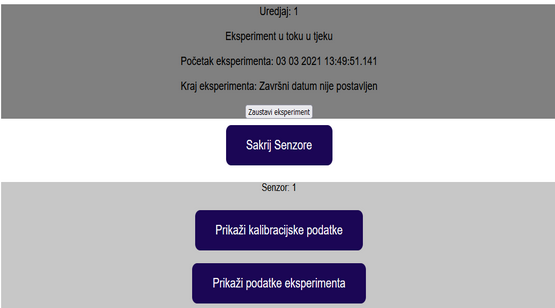 Uredjaj: 1
Eksperiment u toku u tjeku
Početak eksperimenta: 03 03 2021 13:49:51.141
Kraj eksperimenta: Završni datum nije postavljen
Zaustavi eksperiment
Sakrij Senzore
Senzor: 1
Prikaži kalibracijske podatke
Prikaži podatke eksperimenta